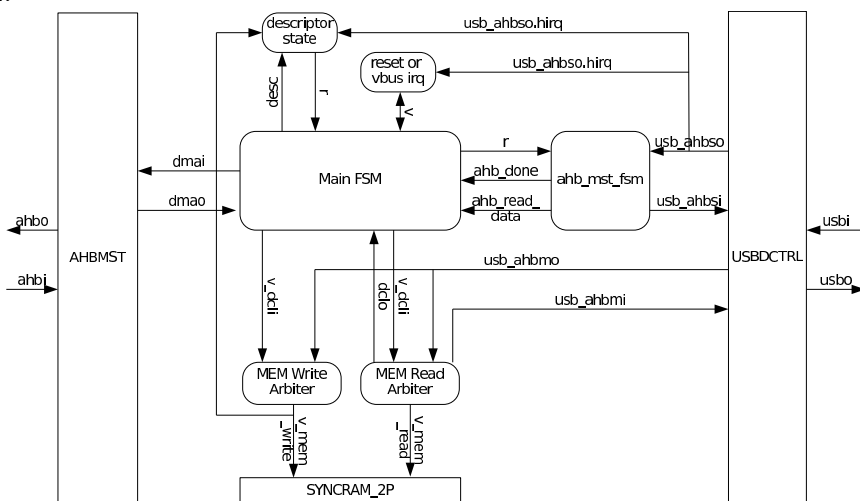 descriptor
state
usb_ahbso.hirq
reset or
vbus irq
usb_ahbso.hirq
desc
r
v
Main FSM
r
ahb_mst_fsm
usb_ahbso
dmai
ahb_done
dmao
ahb_read_
data
usb_ahbsi
ahbo
usbi
AHBMST
USBDCTRL
ahbi
usbo
usb_ahbmo
v_dcli
dclo
v_dcli
usb_ahbmi
MEM Write
Arbiter
MEM Read
Arbiter
v_mem
_write
v_mem
_read
SYNCRAM_2P